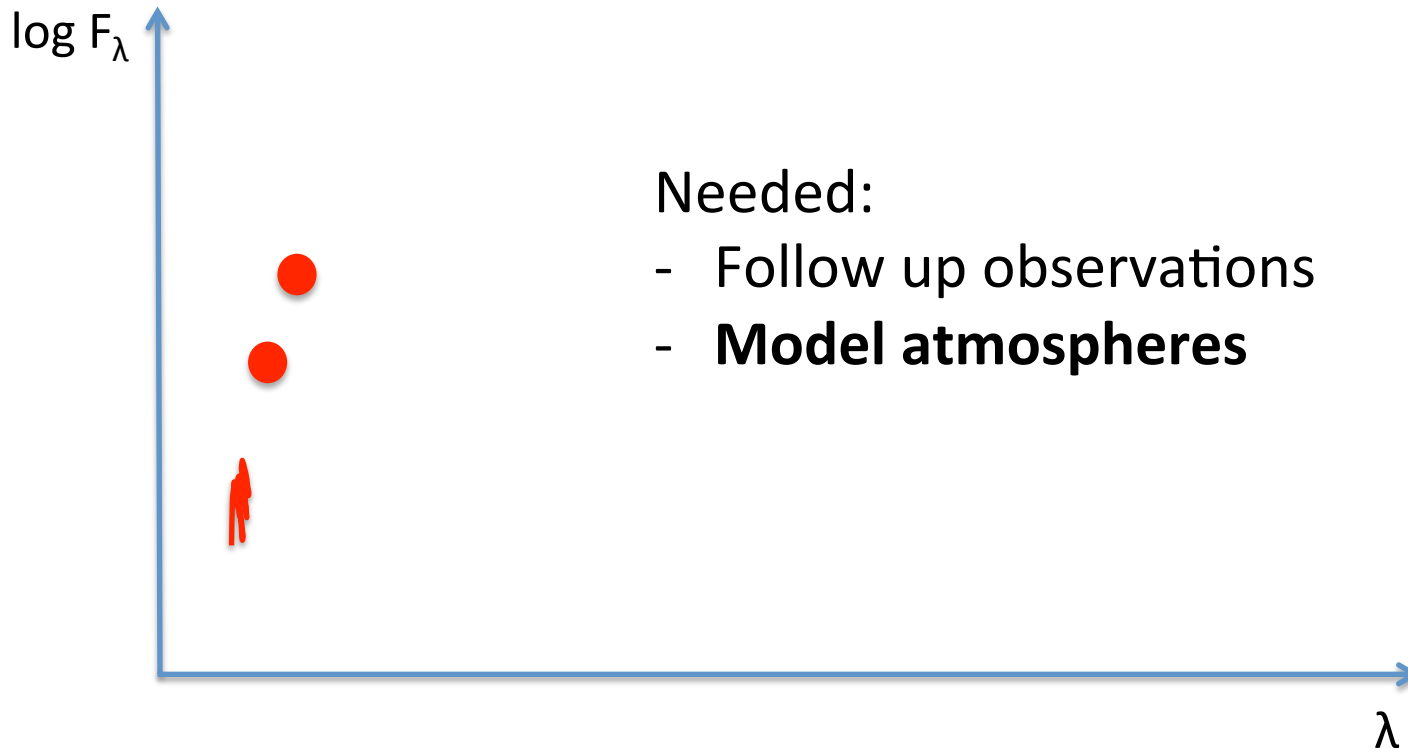 log Fλ
Needed:
- Follow up observations
- Model atmospheres
λ